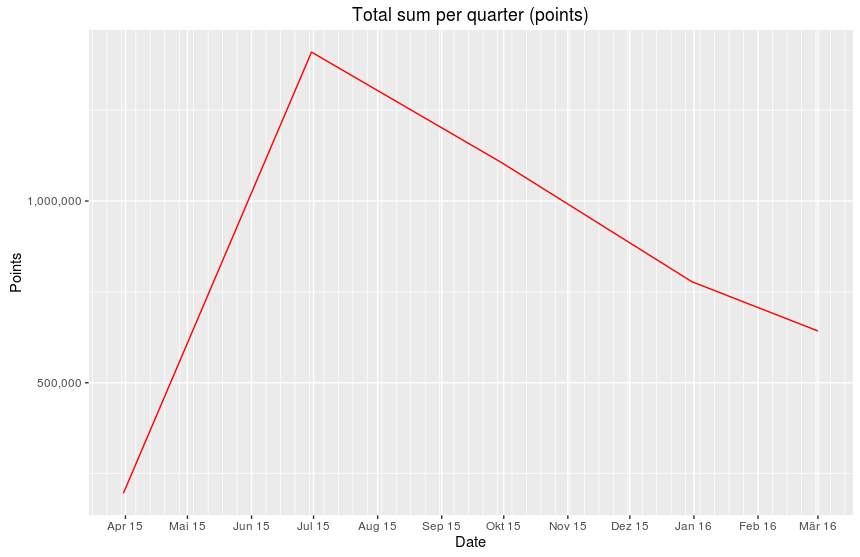 Total sum per quarter (points)
Points
1,000,000
500,000
Apr 15 Mai 15 Jun 15 Jul 15 Aug 15 Sep 15 Okt 15 Nov 15 Dez 15 Jan 16 Feb 16 Mär 16
Date